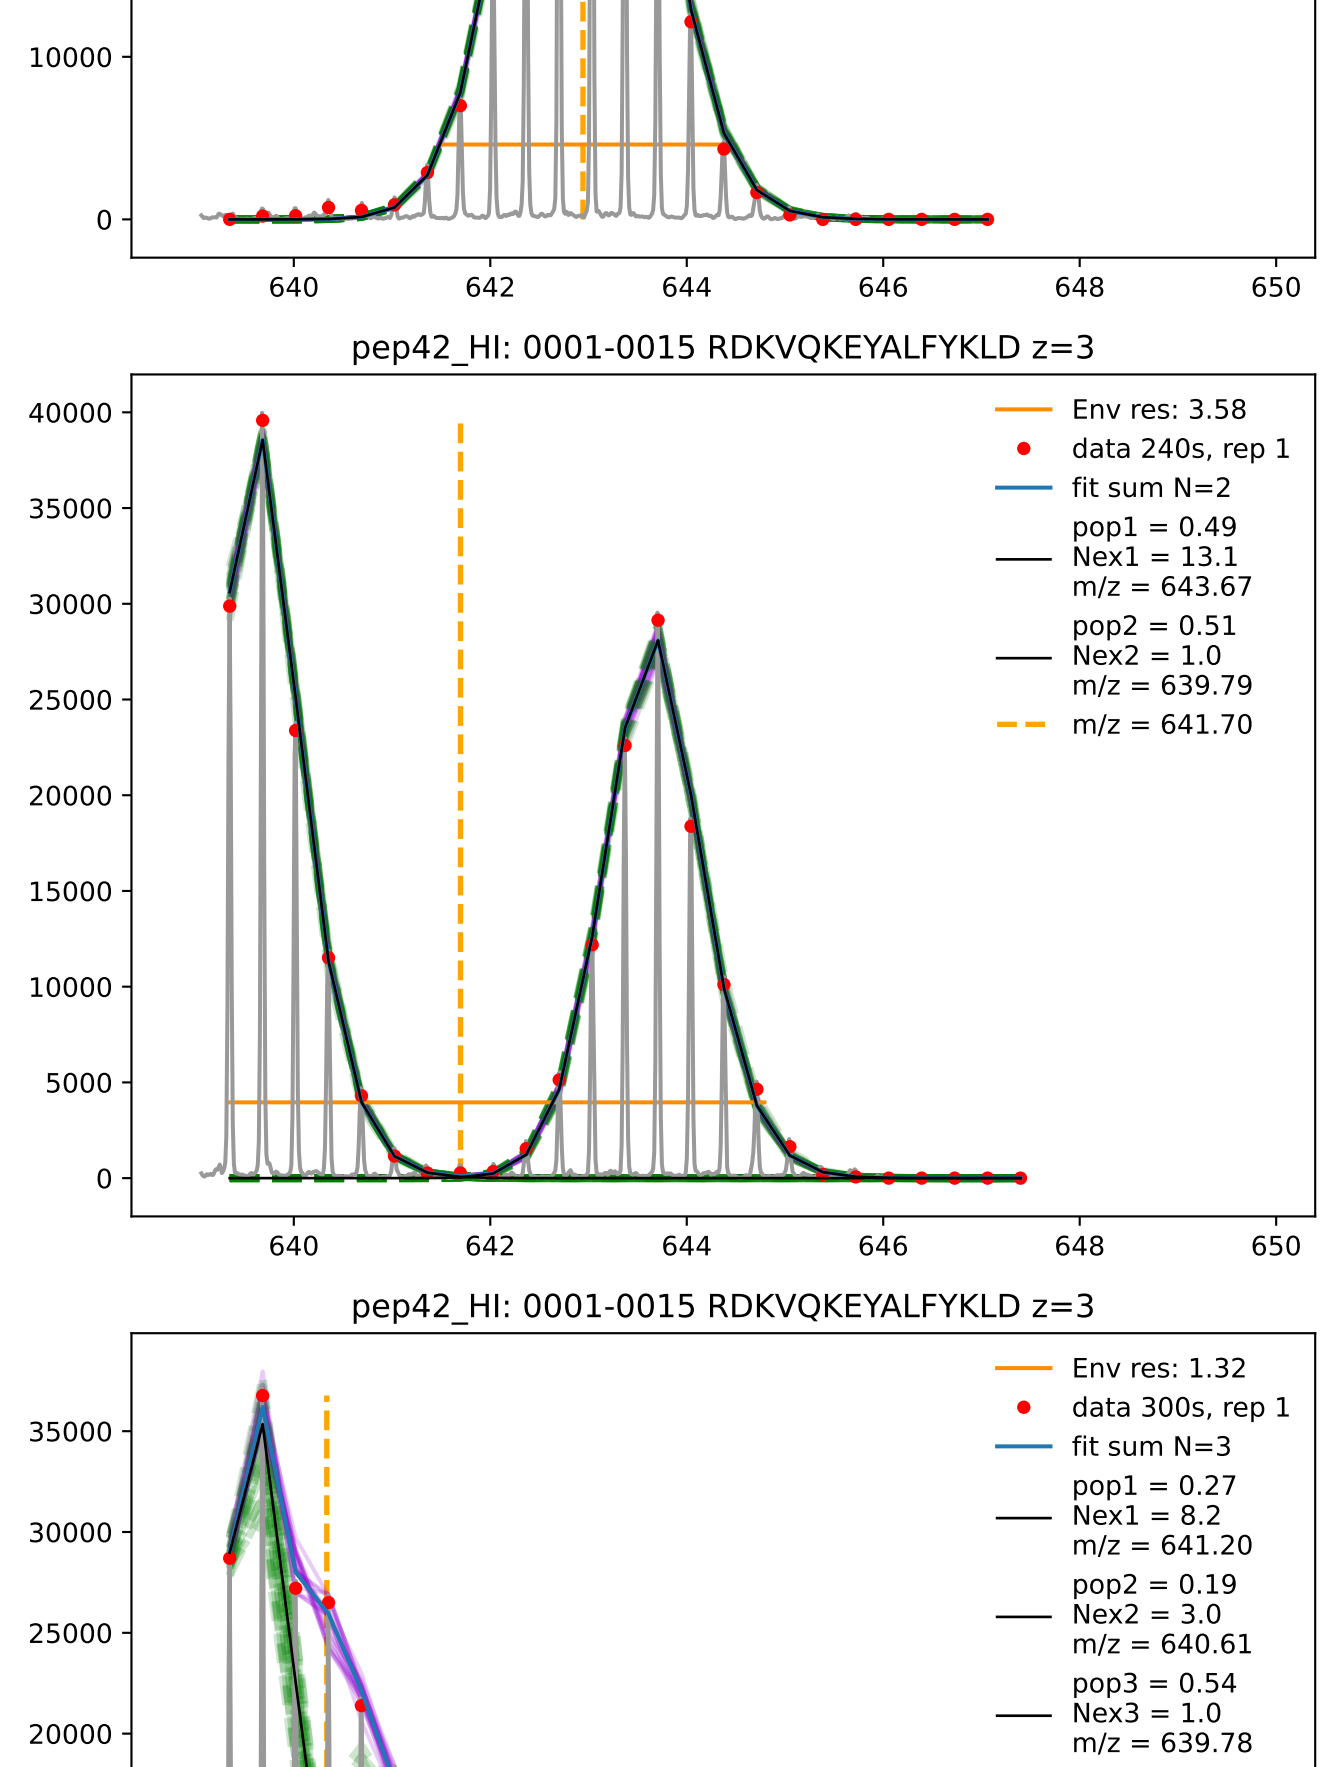 10000
0
640 642 644 646 648 650
pep42_HI: 0001-0015 RDKVQKEYALFYKLD z=3
40000
35000
30000
25000
20000
15000
10000
5000
0
Env res: 3.58
data 240s, rep 1
fit sum N=2
pop1 = 0.49
Nex1 = 13.1
m/z = 643.67
pop2 = 0.51
Nex2 = 1.0
m/z = 639.79
m/z = 641.70
640 642 644 646 648 650
pep42_HI: 0001-0015 RDKVQKEYALFYKLD z=3
35000
30000
25000
20000
Env res: 1.32
data 300s, rep 1
fit sum N=3
pop1 = 0.27
Nex1 = 8.2
m/z = 641.20
pop2 = 0.19
Nex2 = 3.0
m/z = 640.61
pop3 = 0.54
Nex3 = 1.0
m/z = 639.78